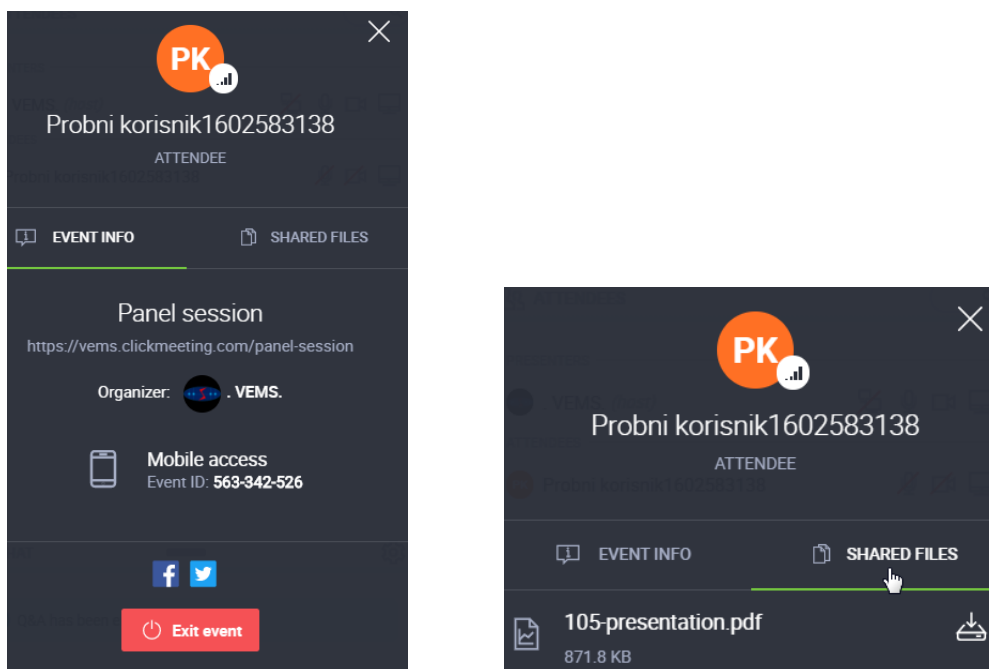 PK
Probni korisnik1602583138
ATTENDEE
EVENT INFO
SHARED FILES
Panel session
https://vems.clickmeeting.com/panel-session
Organizer: . VEMS.
Mobile access
Event ID: 563-342-526
Exit event
PK
Probni korisnik1602583138
ATTENDEE
EVENT INFO
SHARED FILES
105-presentation.pdf
871.8 KB